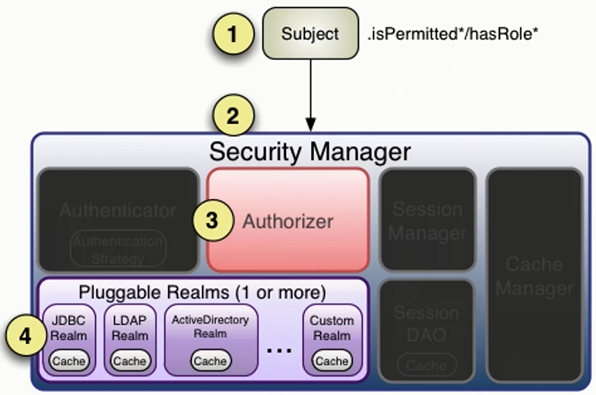 1
Subject
.isPermitted*/hasRole*
2
Security Manager
Authenticator
Authentication
Strategy
3
Authorizer
Session
Manager
Cache
Manager
Pluggable Realms (1 or more)
4
JDBC
Realm
Cache
LDAP
Realm
Cache
ActiveDirectory
Realm
Cache
...
Custom
Realm
Cache
Session
DAO
Cache